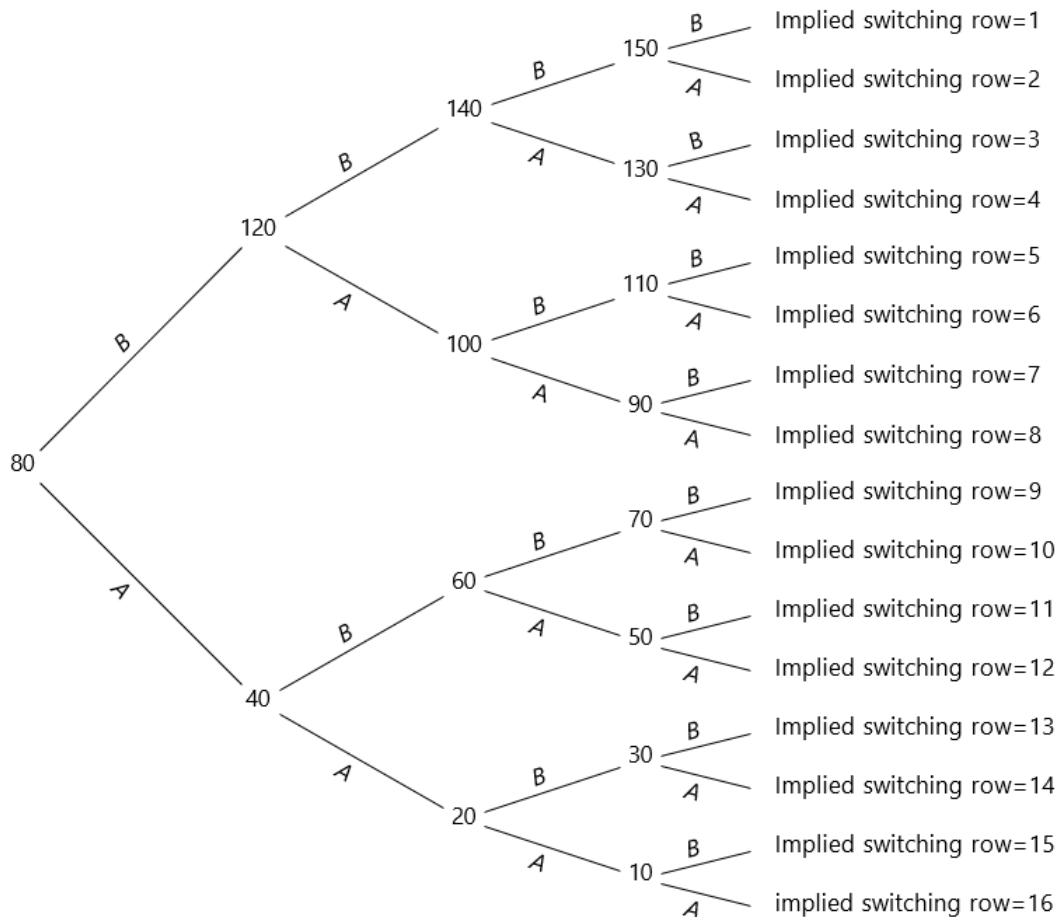 B
Implied switching row=1
150
B
A
Implied switching row=2
140
B
Implied switching row=3
B
A
130
A
Implied switching row=4
120
B
Implied switching row=5
A
B
110
A
Implied switching row=6
B
100
B
Implied switching row=7
A
90
A
Implied switching row=8
80
B
Implied switching row=9
70
B
A
Implied switching row=10
A
60
B
Implied switching row=11
B
A
50
A
Implied switching row=12
40
B
Implied switching row=13
A
B
30
A
Implied switching row=14
20
B
Implied switching row=15
A
10
A
implied switching row=16